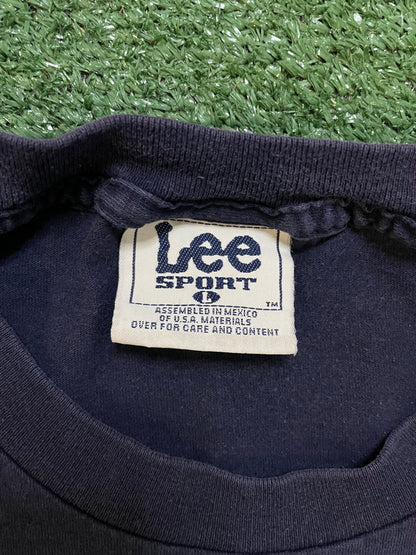 Lee
SPORT
L
TM
ASSEMBLED IN MEXICO
OF U.S.A. MATERIALS
OVER FOR CARE AND CONTENT